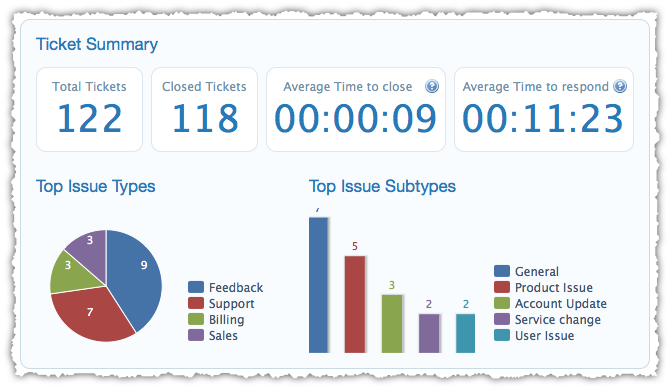 Ticket Summary
Total Tickets
122
Closed Tickets
118
Average Time to close ?
00:00:09
Average Time to respond ?
00:11:23
Top Issue Types
9
7
3
3
Feedback
Support
Billing
Sales
Top Issue Subtypes
5
3
2
2
General
Product Issue
Account Update
Service change
User Issue